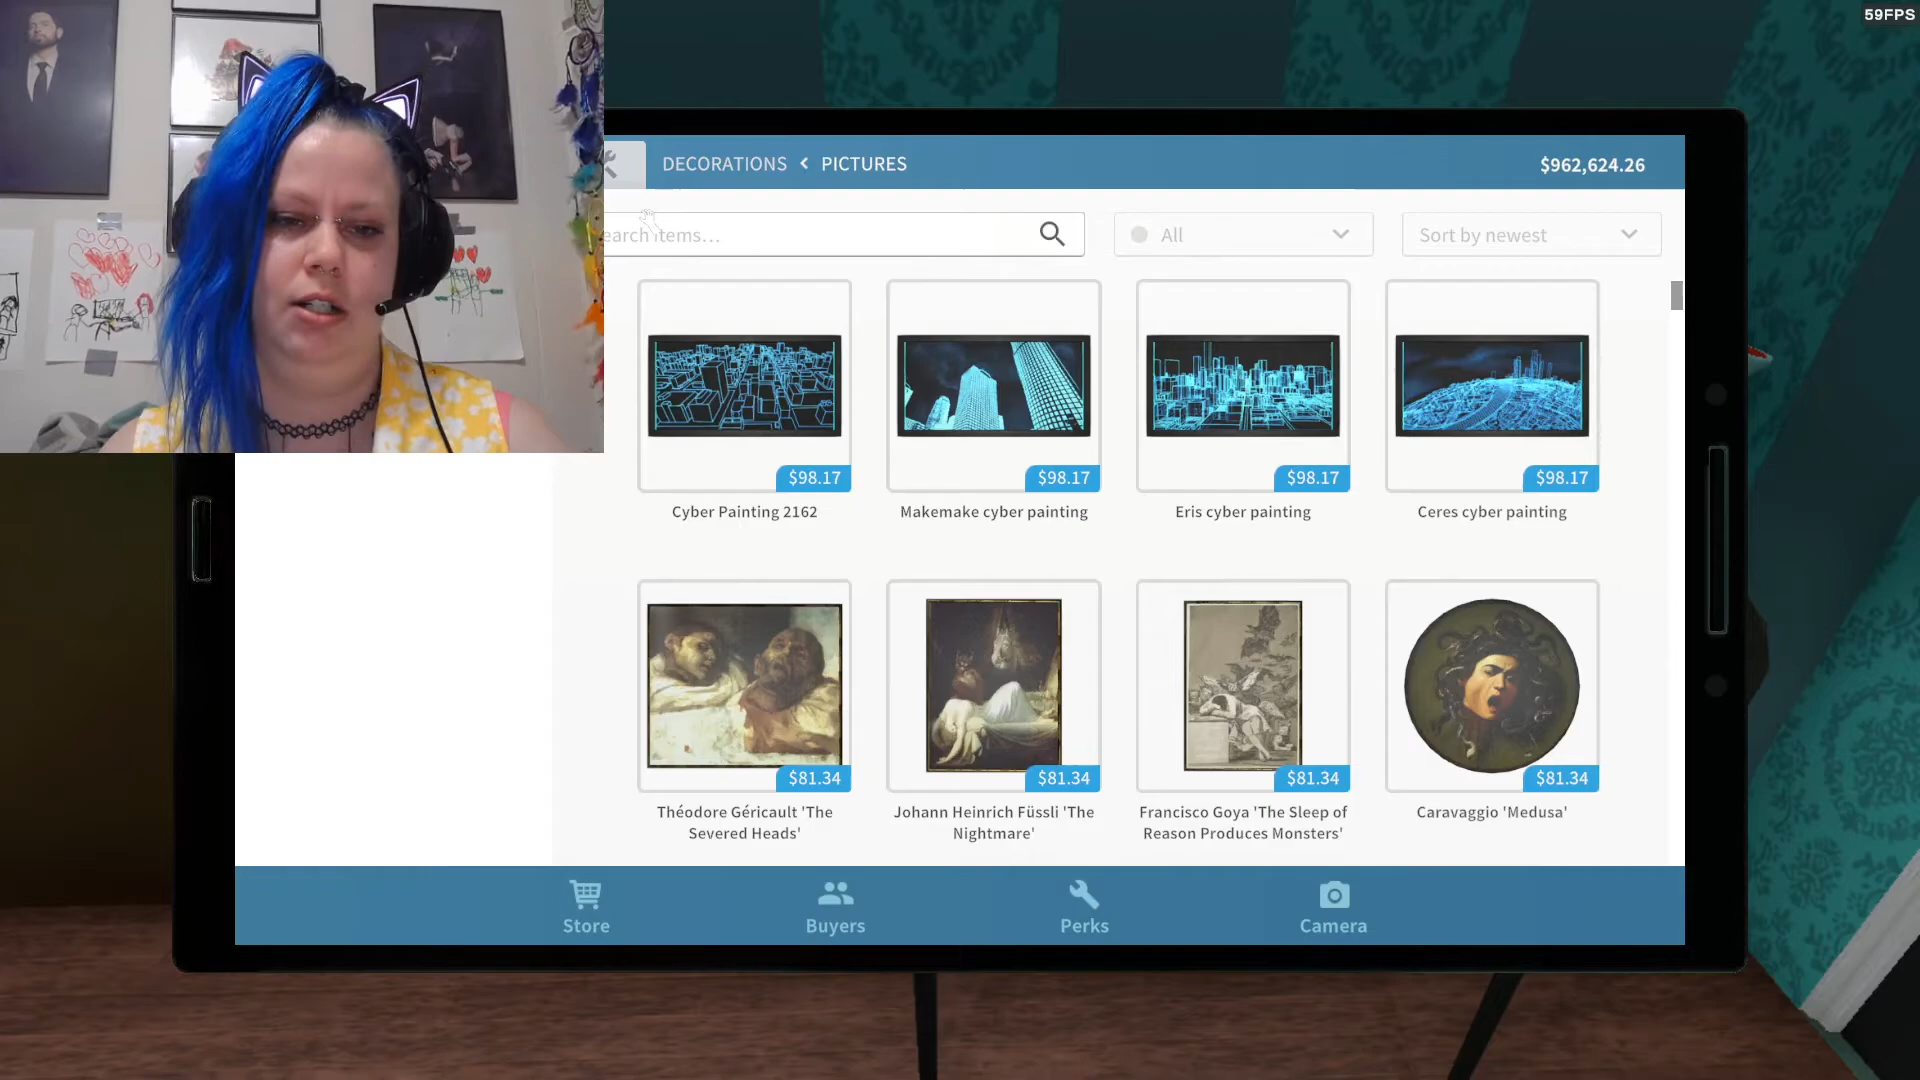 59FPS
DECORATIONS < PICTURES
$962,624.26
earch items...
All
Sort by newest
$98.17
$98.17
$98.17
$98.17
Cyber Painting 2162
Makemake cyber painting
Eris cyber painting
Ceres cyber painting
$81.34
$81.34
$81.34
$81.34
Théodore Géricault 'The
Severed Heads'
Johann Heinrich Füssli 'The
Nightmare'
Francisco Goya 'The Sleep of
Reason Produces Monsters'
Caravaggio 'Medusa'
Store
Buyers
Perks
Camera